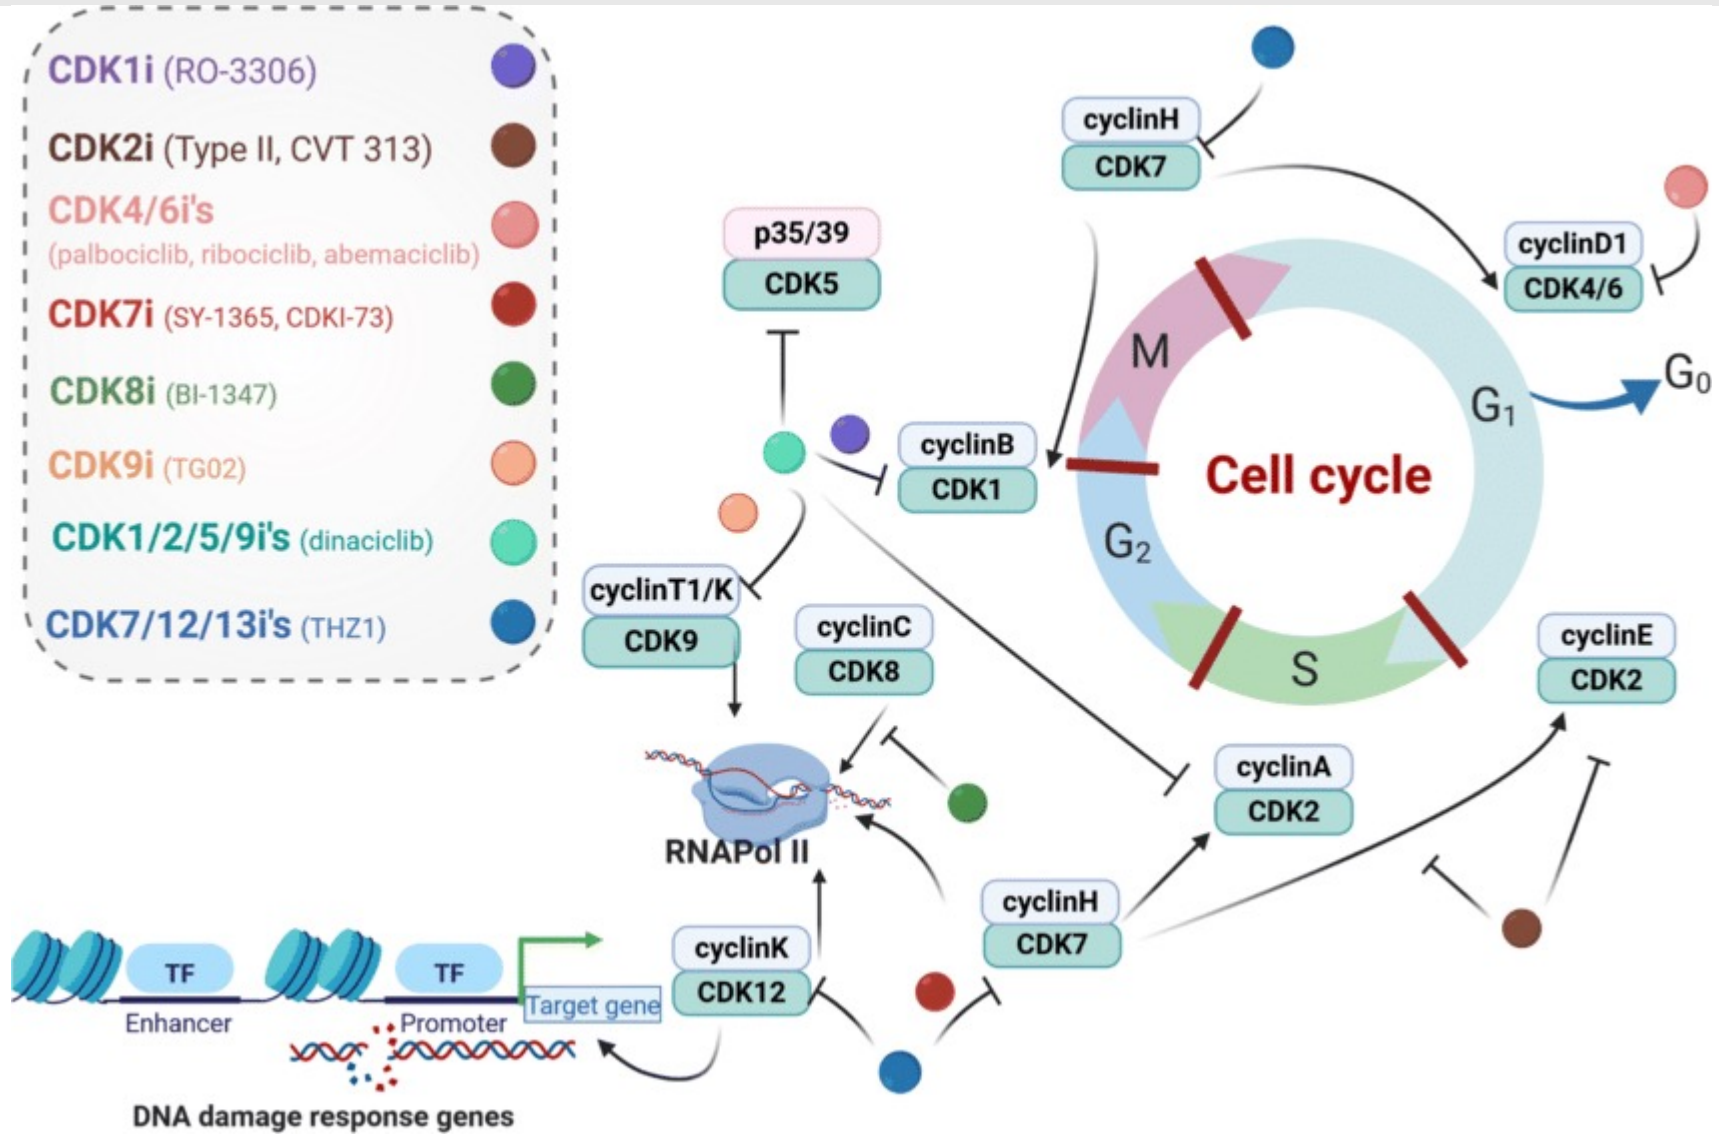 CDK1i (RO-3306)
CDK2i (Type II, CVT 313)
CDK4/6i's
(palbociclib, ribociclib, abemaciclib)
CDK7i (SY-1365, CDKI-73)
CDK8i (BI-1347)
CDK9i (TG02)
CDK1/2/5/9i's (dinaciclib)
CDK7/12/13i's (THZ1)
cyclinH
CDK7
p35/39
CDK5
cyclinD1
CDK4/6
M
G1
G0
cyclinB
CDK1
Cell cycle
G2
S
cyclinT1/K
CDK9
cyclinC
CDK8
cyclinE
CDK2
cyclinA
CDK2
RNAPol II
cyclinH
CDK7
cyclinK
CDK12
TF
TF
Enhancer
Promoter
Target gene
DNA damage response genes